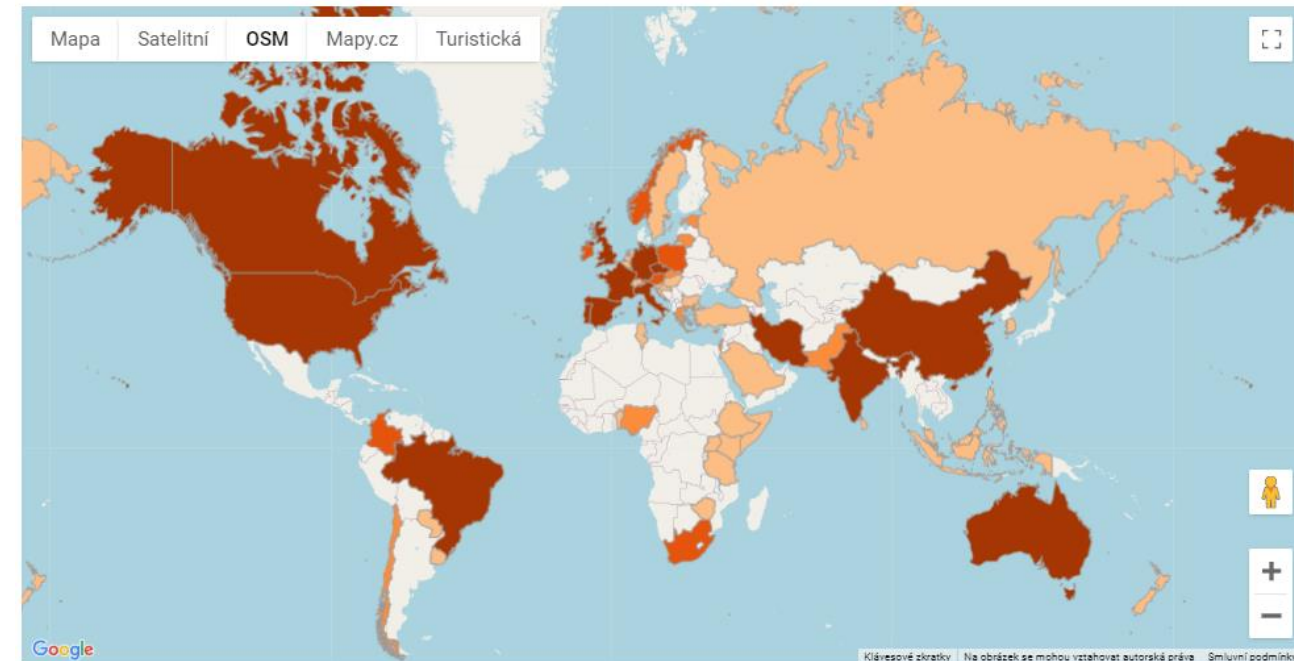 Mapa Satelitní OSM Mapy.cz Turistická
Google
Klávesové zkratky Na obrázek se mohou vztahovat autorská práva Smluvní podmínky